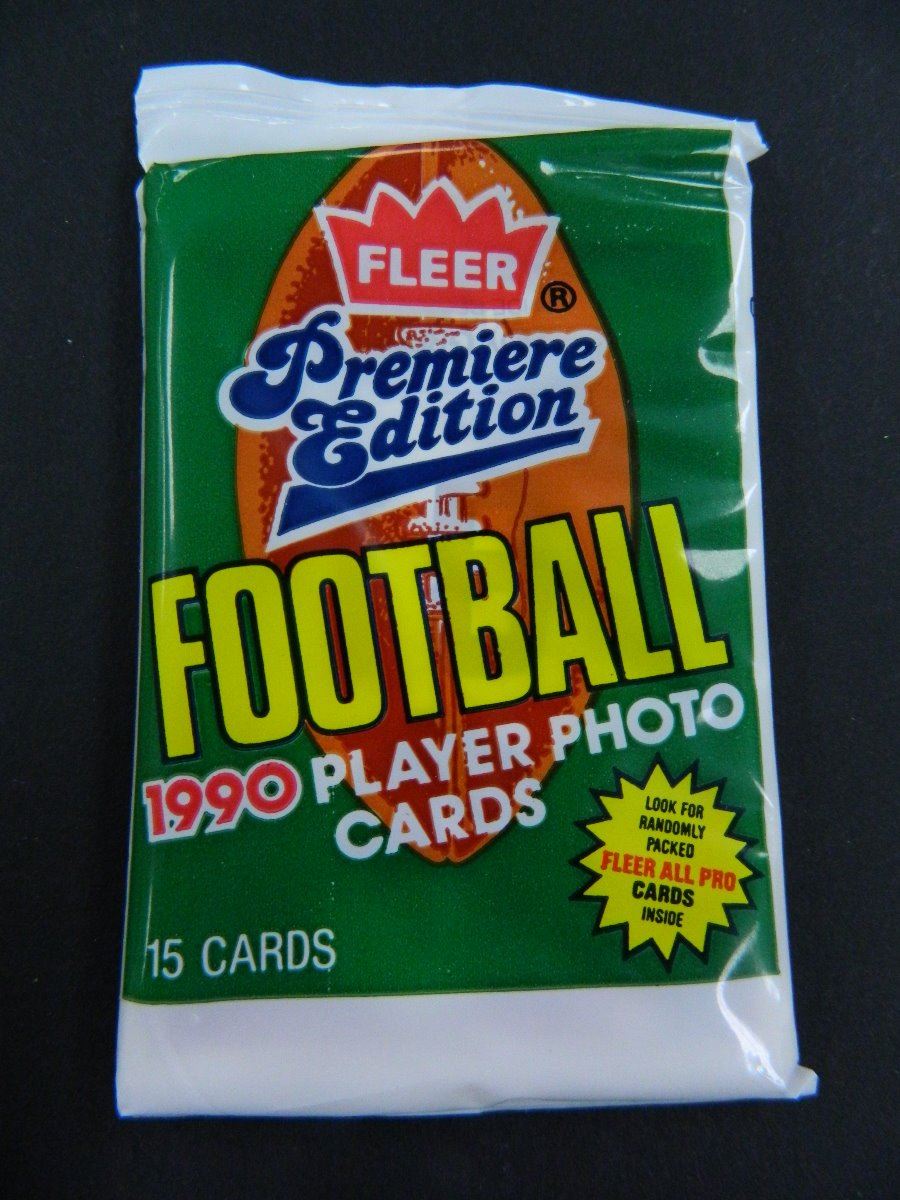 FLEER
®
Premiere
Edition
FOOTBALL
1990 PLAYER PHOTO
CARDS
LOOK FOR
RANDOMLY
PACKED
FLEER ALL PRO
CARDS
INSIDE
15 CARDS